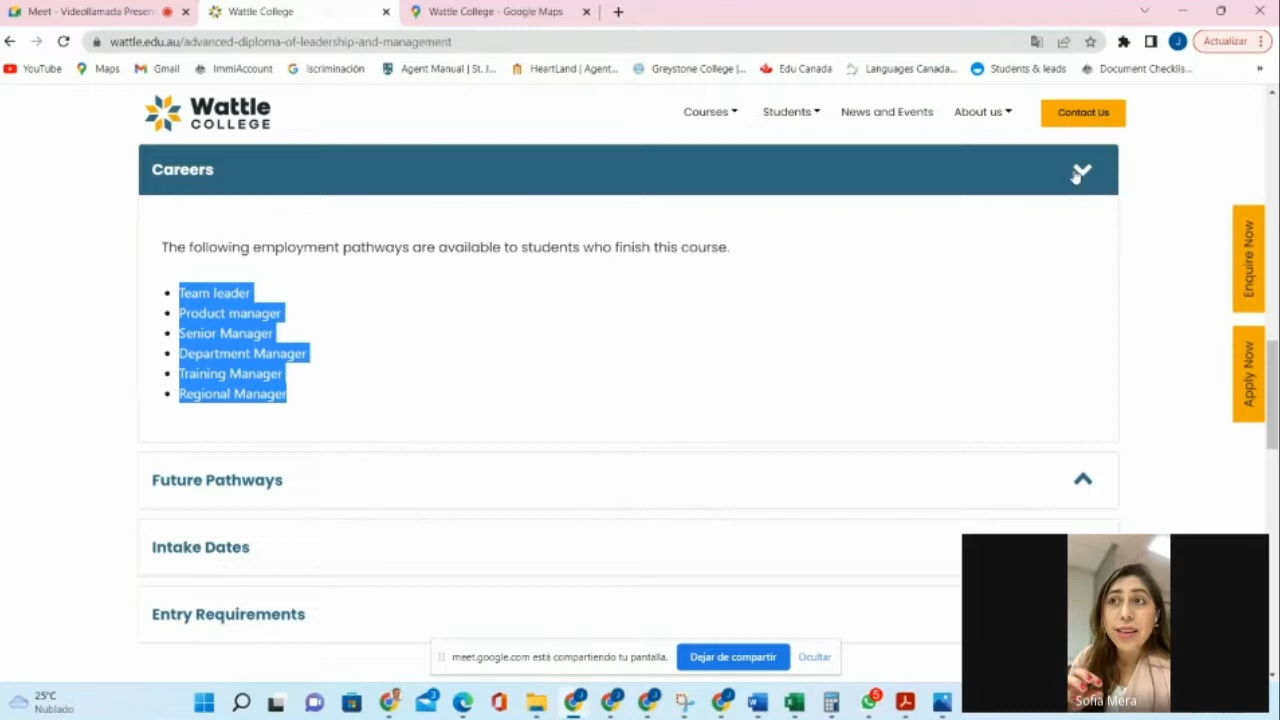 Meet - Videollamada Present
Wattle College
Wattle College - Google Maps
wattle.edu.au/advanced-diploma-of-leadership-and-management
J
Actualizar
YouTube
Maps
Gmail
ImmiAccount
iscriminación
Agent Manual | St. J...
HeartLand | Agent...
Greystone College |...
Edu Canada
Languages Canada...
Students & leads
Document Checklis...
»
Wattle
COLLEGE
Courses
Students
News and Events
About us
Contact Us
Careers
The following employment pathways are available to students who finish this course.
• Team leader
• Product manager
• Senior Manager
• Department Manager
• Training Manager
• Regional Manager
Enquire Now
Apply Now
Future Pathways
Intake Dates
Entry Requirements
meet.google.com está compartiendo tu pantalla.
Dejar de compartir
Ocultar
Sofia Mera
25°C
Nublado
5